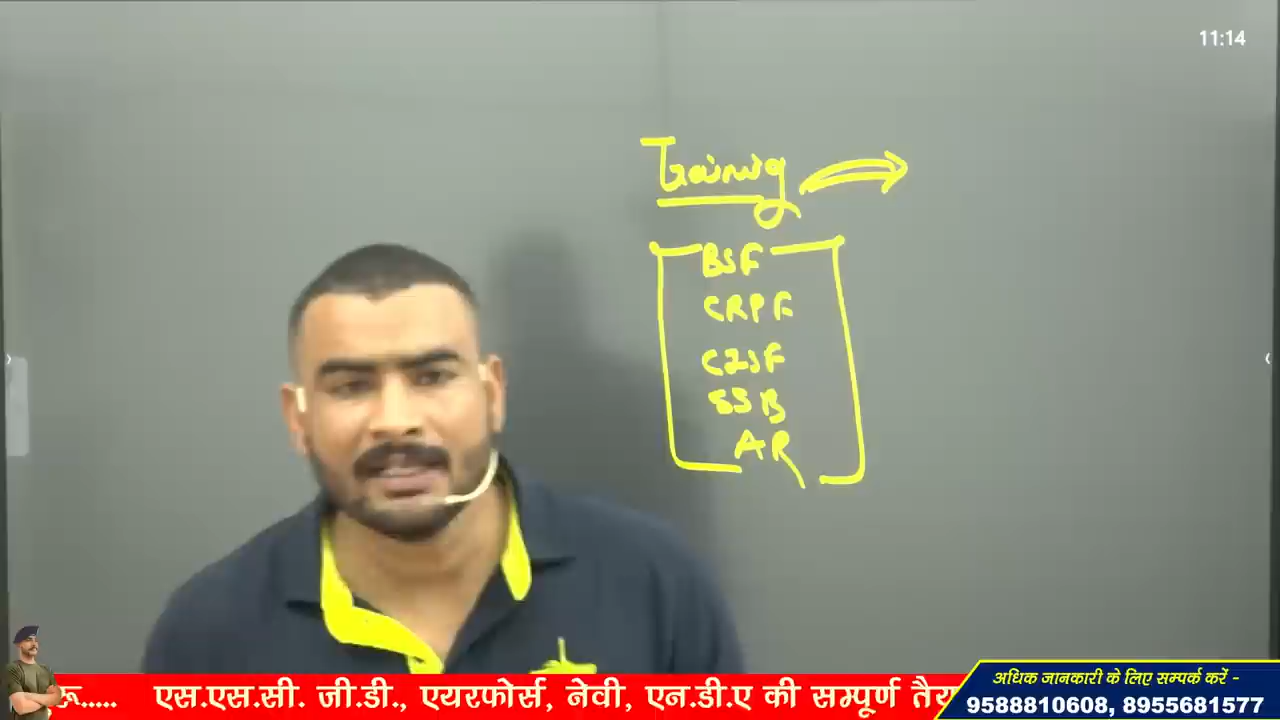 11:14
Training
BSF
CRPF
CISF
SSB
AR
रू..... एस.एस.सी. जी.डी., एयरफोर्स, नेवी, एन.डी.ए की सम्पूर्ण तैय
अधिक जानकारी के लिए सम्पर्क करें -
9588810608, 8955681577